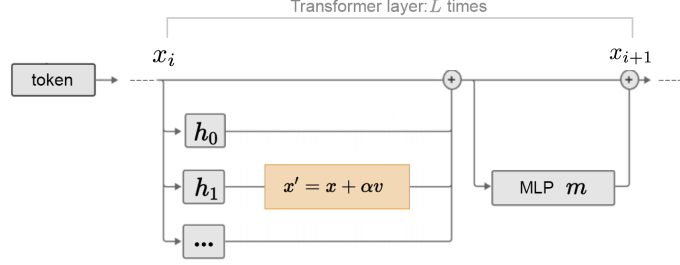 Transformer layer: L times
x_i
x_{i+1}
token
+
+
h_0
h_1
x' = x + αv
MLP m
...